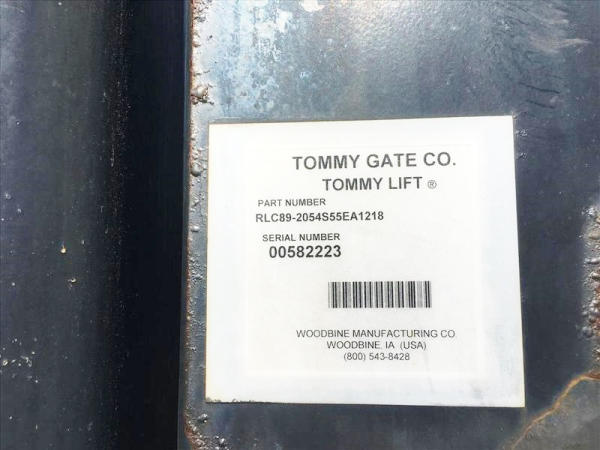 TOMMY GATE CO.
TOMMY LIFT ®
PART NUMBER
RLC89-2054S55EA1218
SERIAL NUMBER
00582223
WOODBINE MANUFACTURING CO
WOODBINE, IA (USA)
(800) 543-8428